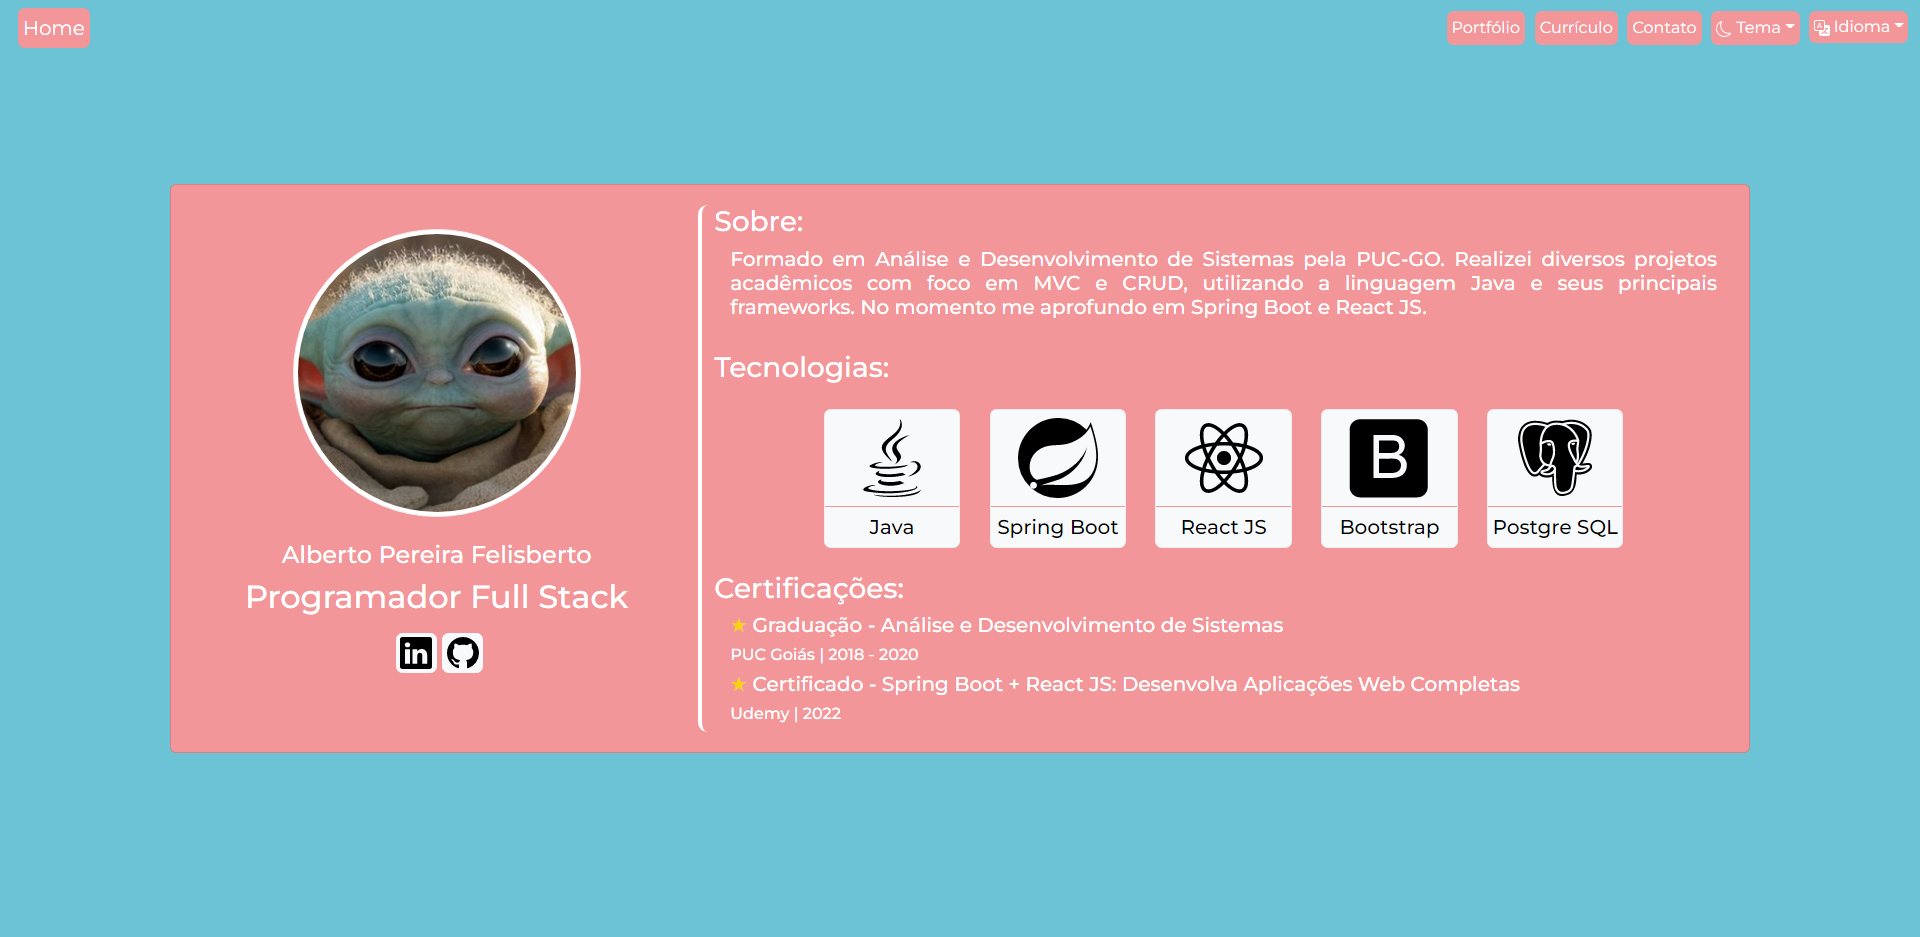 Home
Portfólio
Currículo
Contato
Tema
Idioma
Alberto Pereira Felisberto
Programador Full Stack
in
Sobre:
Formado em Análise e Desenvolvimento de Sistemas pela PUC-GO. Realizei diversos projetos
acadêmicos com foco em MVC e CRUD, utilizando a linguagem Java e seus principais
frameworks. No momento me aprofundo em Spring Boot e React JS.
Tecnologias:
B
Java
Spring Boot
React JS
Bootstrap
Postgre SQL
Certificações:
★ Graduação - Análise e Desenvolvimento de Sistemas
PUC Goiás | 2018 - 2020
★ Certificado - Spring Boot + React JS: Desenvolva Aplicações Web Completas
Udemy | 2022